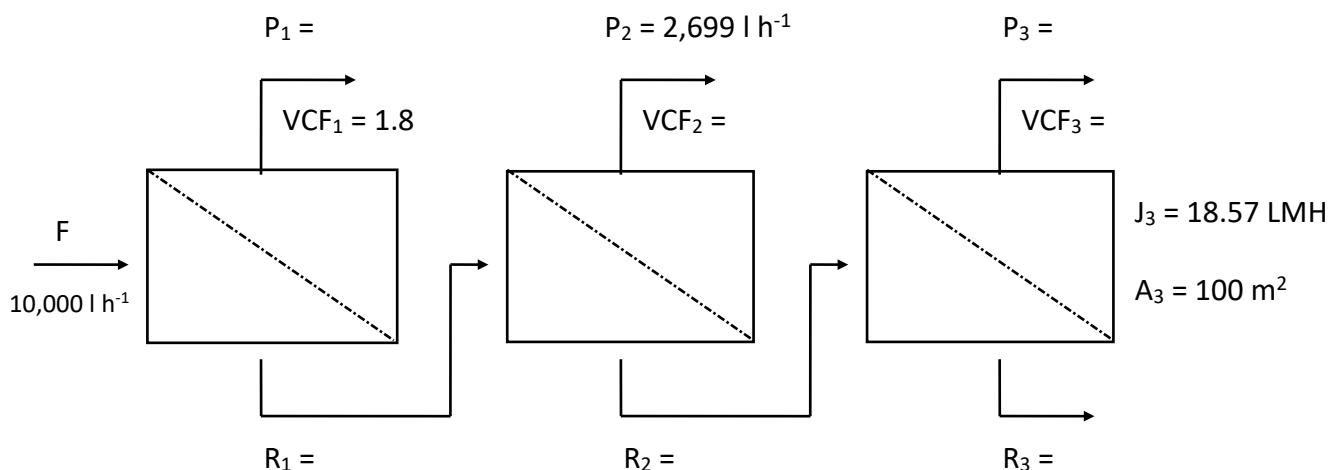 P₁ =
P₂ = 2,699 l h⁻¹
P₃ =
VCF₁ = 1.8
VCF₂ =
VCF₃ =
F
10,000 l h⁻¹
J₃ = 18.57 LMH
A₃ = 100 m²
R₁ =
R₂ =
R₃ =